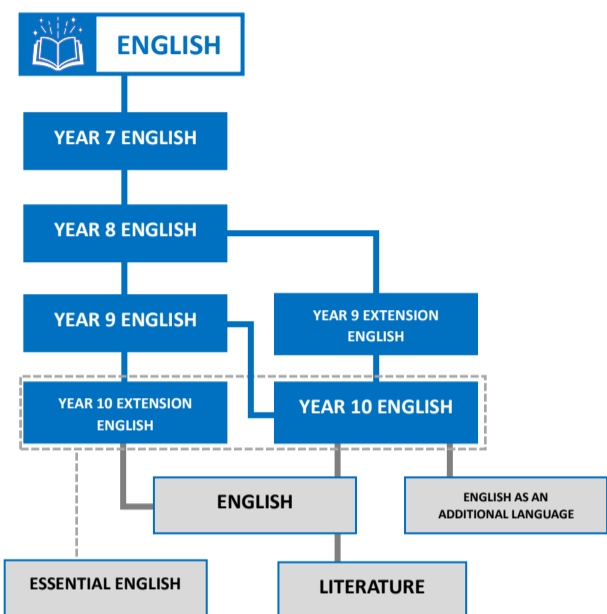 ENGLISH
YEAR 7 ENGLISH
YEAR 8 ENGLISH
YEAR 9 ENGLISH
YEAR 9 EXTENSION
ENGLISH
YEAR 10 EXTENSION
ENGLISH
YEAR 10 ENGLISH
ENGLISH
ENGLISH AS AN
ADDITIONAL LANGUAGE
ESSENTIAL ENGLISH
LITERATURE